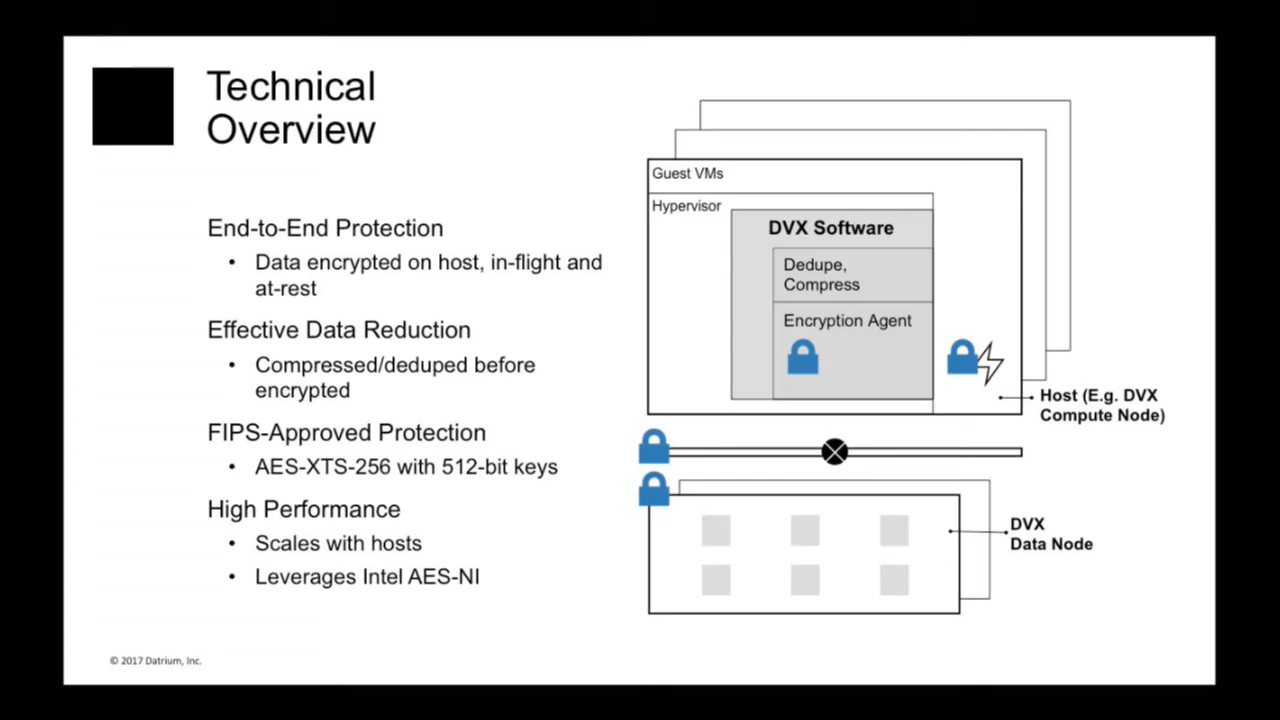 Technical
Overview
End-to-End Protection
• Data encrypted on host, in-flight and
at-rest
Effective Data Reduction
• Compressed/deduped before
encrypted
FIPS-Approved Protection
• AES-XTS-256 with 512-bit keys
High Performance
• Scales with hosts
• Leverages Intel AES-NI
Guest VMs
Hypervisor
DVX Software
Dedupe,
Compress
Encryption Agent
Host (E.g. DVX
Compute Node)
DVX
Data Node
© 2017 Datrium, Inc.